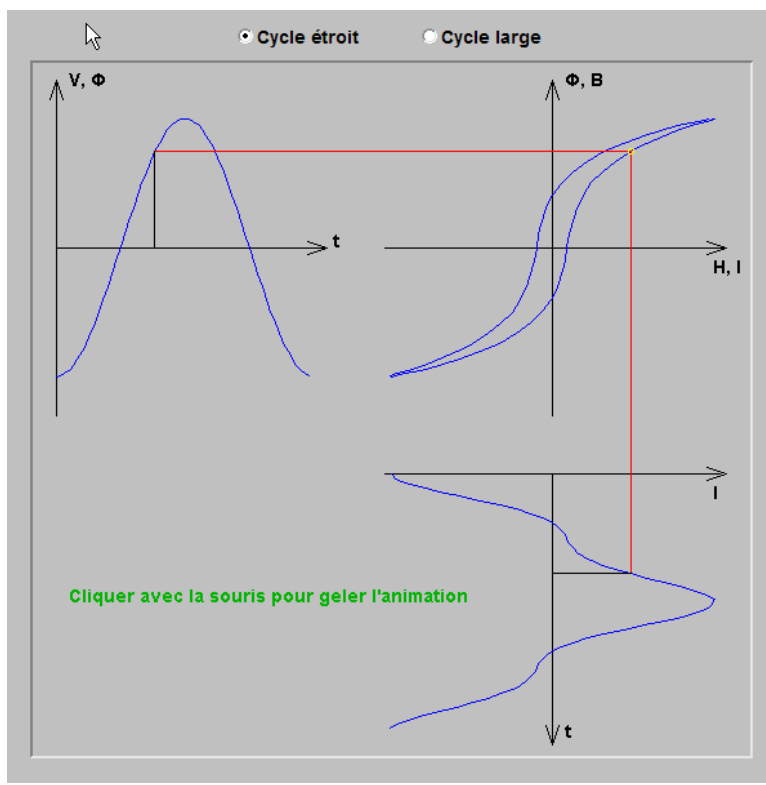 Cycle étroit
Cycle large
V, Φ
Φ, B
t
H, I
I
Cliquer avec la souris pour geler l'animation
t